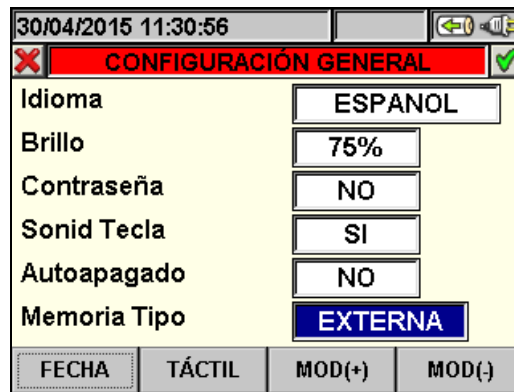 30/04/2015 11:30:56
CONFIGURACIÓN GENERAL
Idioma ESPANOL
Brillo 75%
Contraseña NO
Sonid Tecla SI
Autoapagado NO
Memoria Tipo EXTERNA
FECHA TÁCTIL MOD(+) MOD(-)